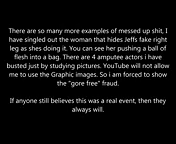 There are so many more examples of messed up shit. I
have singled out the woman that hides Jeffs fake right
leg as shes doing it. You can see her pushing a ball of
flesh into a bag. There are 4 amputee actors i have
busted just by studying pictures. YouTube will not allow
me to use the Graphic images. So i am forced to show
the "gore free" fraud.
If anyone still believes this was a real event, then they
always will.